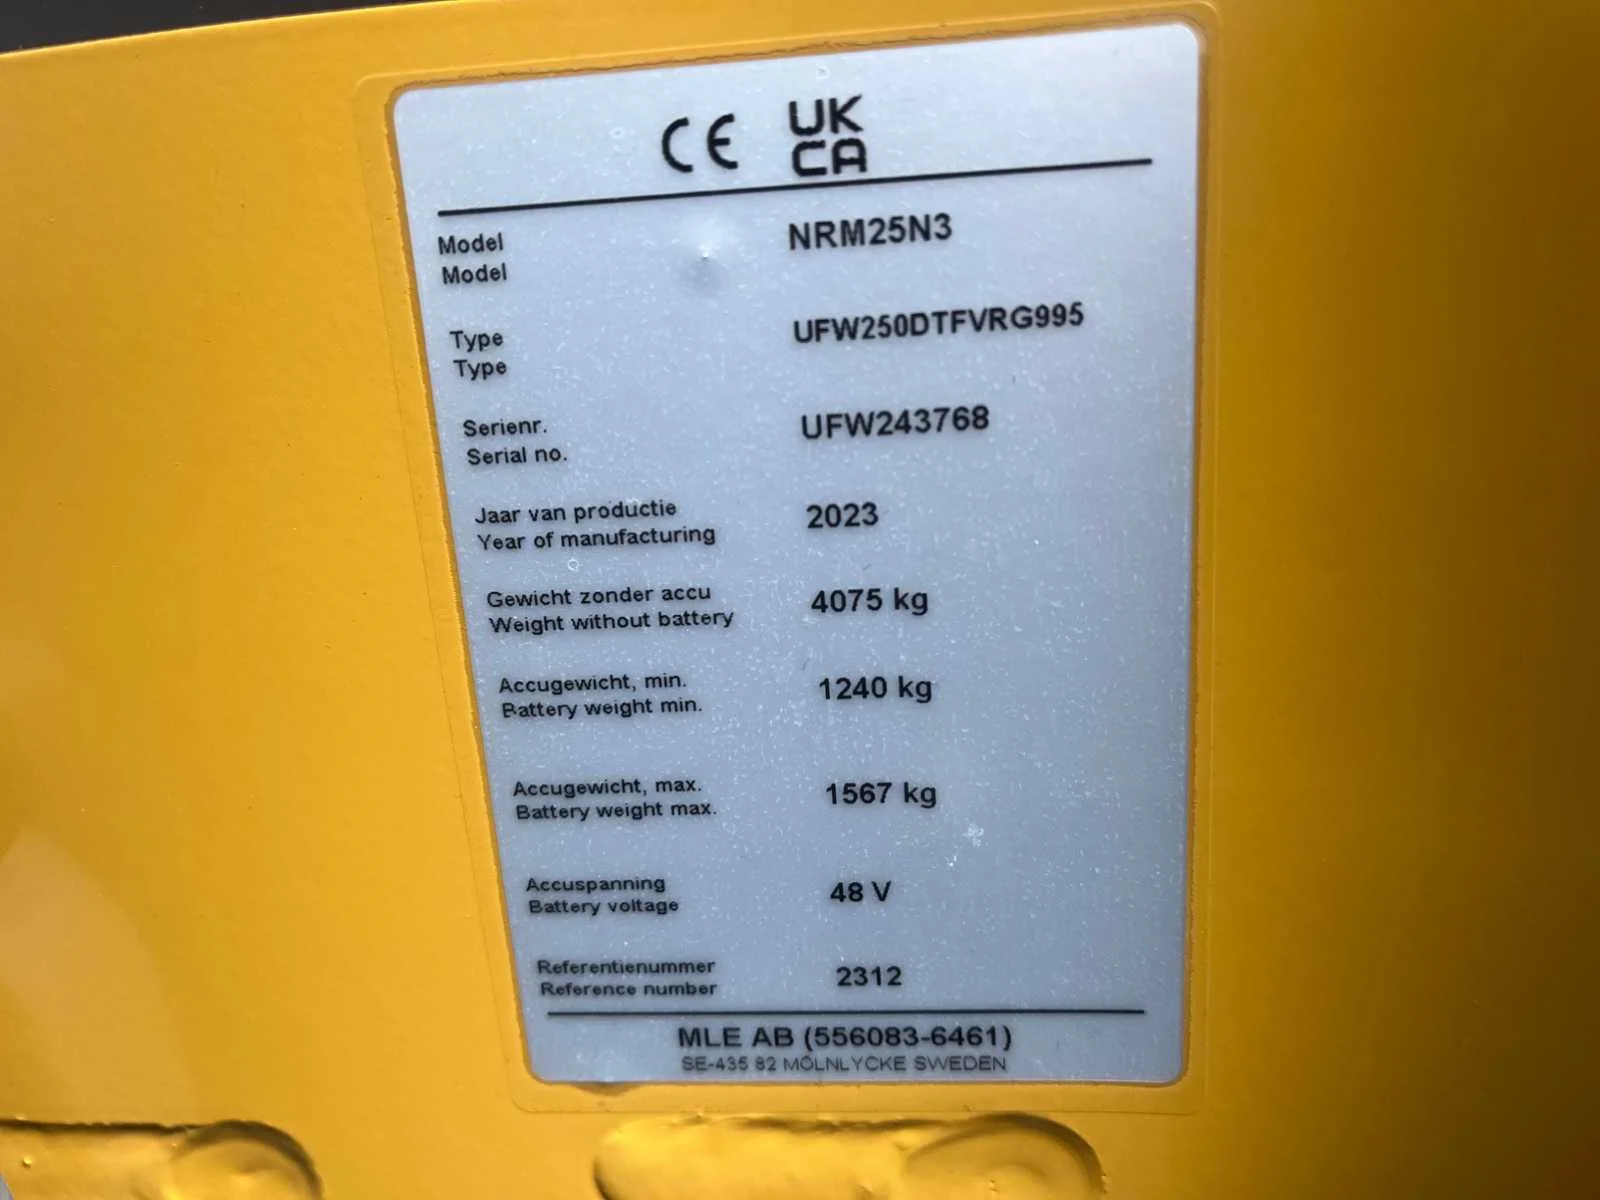 CE UK
CA
Model NRM25N3
Model
Type UFW250DTFVRG995
Type
Serienr. UFW243768
Serial no.
Jaar van productie 2023
Year of manufacturing
Gewicht zonder accu 4075 kg
Weight without battery
Accugewicht, min. 1240 kg
Battery weight min.
Accugewicht, max. 1567 kg
Battery weight max.
Accuspanning 48 V
Battery voltage
Referentienummer 2312
Reference number
MLE AB (556083-6461)
SE-435 82 MÖLNLYCKE SWEDEN